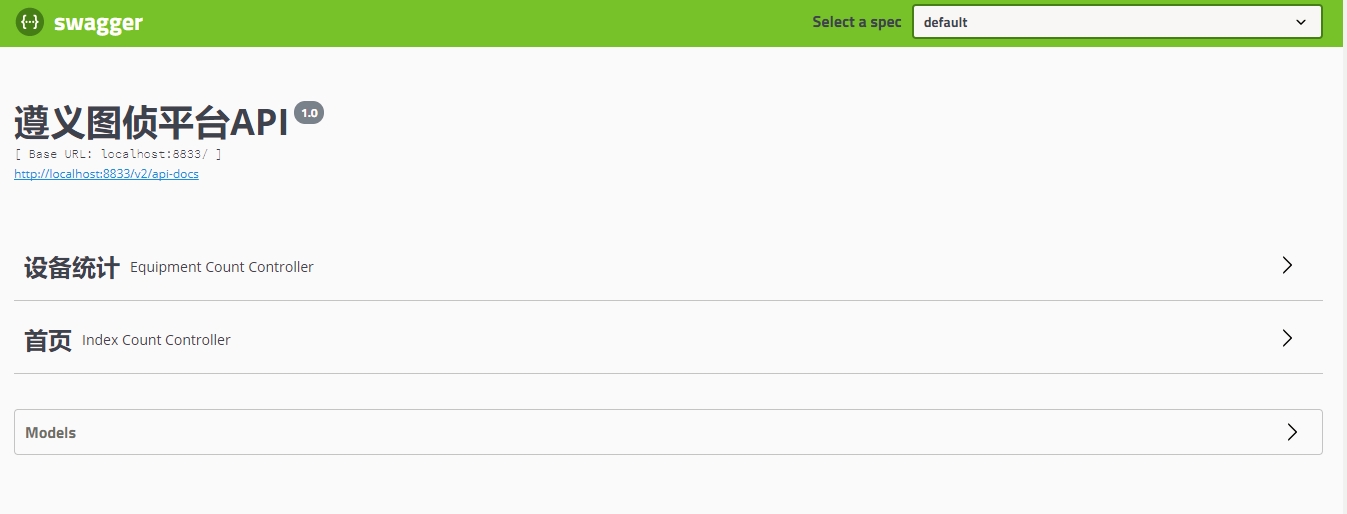 swagger
Select a spec default
遵义图侦平台API 1.0
[ Base URL: localhost:8833/ ]
http://localhost:8833/v2/api-docs
设备统计 Equipment Count Controller
首页 Index Count Controller
Models